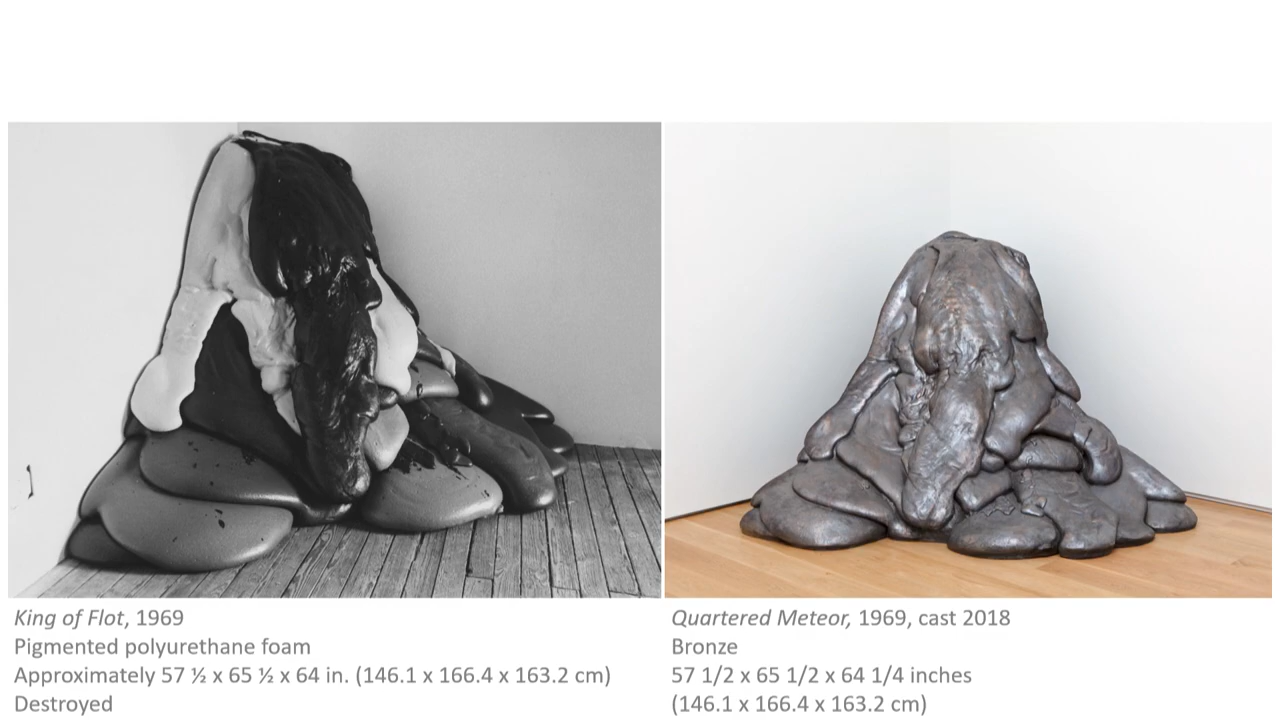 King of Flot, 1969
Pigmented polyurethane foam
Approximately 57 ½ x 65 ½ x 64 in. (146.1 x 166.4 x 163.2 cm)
Destroyed
Quartered Meteor, 1969, cast 2018
Bronze
57 1/2 x 65 1/2 x 64 1/4 inches
(146.1 x 166.4 x 163.2 cm)